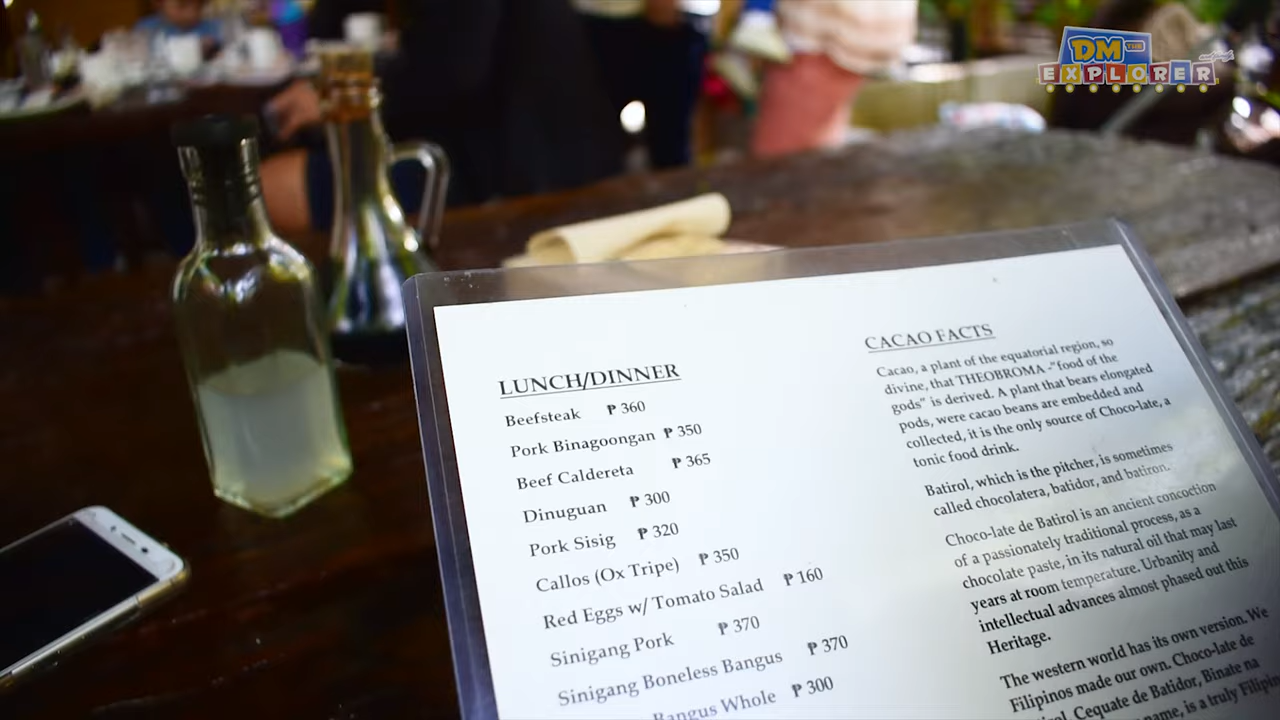 DM THE
EXPLORER
LUNCH/DINNER
Beefsteak ₱ 360
Pork Binagoongan ₱ 350
Beef Caldereta ₱ 365
Dinuguan ₱ 300
Pork Sisig ₱ 320
Callos (Ox Tripe) ₱ 350
Red Eggs w/ Tomato Salad ₱ 160
Sinigang Pork ₱ 370
Sinigang Boneless Bangus ₱ 370
Bangus Whole ₱ 300
CACAO FACTS
Cacao, a plant of the equatorial region, so
divine, that THEOBROMA -"food of the
gods" is derived. A plant that bears elongated
pods, were cacao beans are embedded and
collected, it is the only source of Choco-late, a
tonic food drink.
Batirol, which is the pitcher, is sometimes
called chocolatera, batidor, and batiron.
Choco-late de Batirol is an ancient concoction
of a passionately traditional process, as a
chocolate paste, in its natural oil that may last
years at room temperature. Urbanity and
intellectual advances almost phased out this
Heritage.
The western world has its own version. We
Filipinos made our own. Choco-late de
Cequate de Batidor, Binate na
name, is a truly Filipin